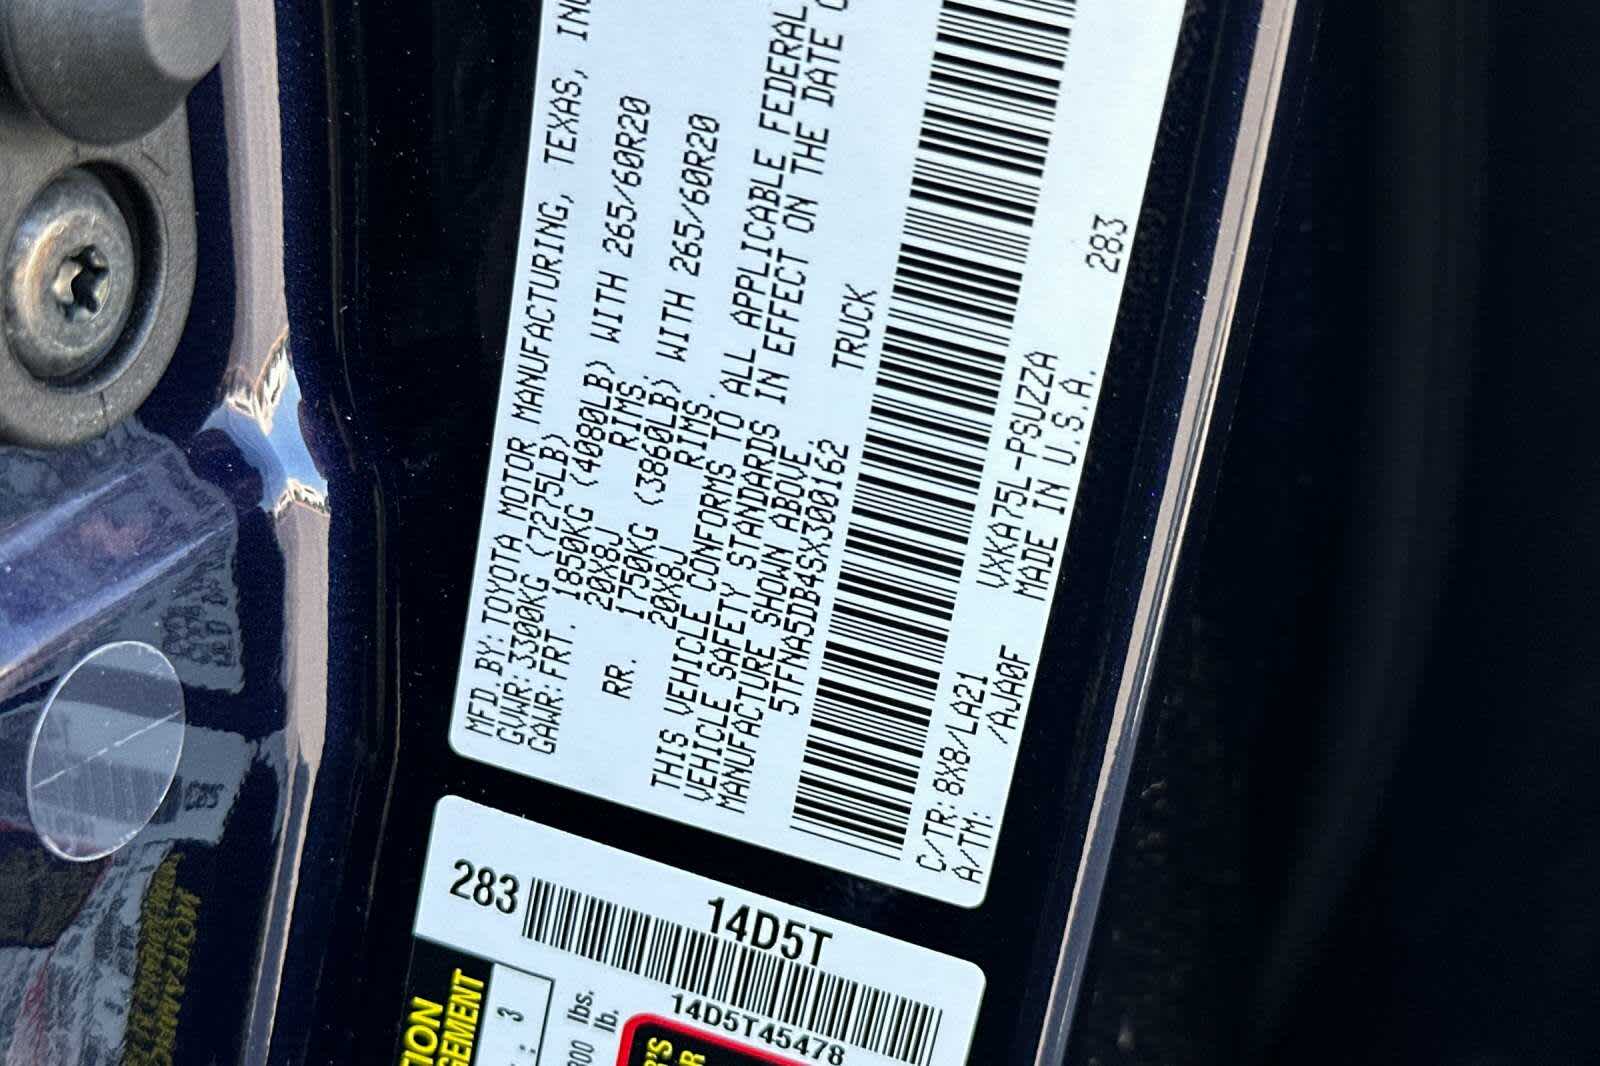 MFD BY: TOYOTA MOTOR MANUFACTURING, TEXAS,
GVWR: 3300KG (7275LB)
GAWR: FRT. 1850KG (4080LB) WITH 265/60R20
20X8J RIMS.
RR. 1750KG (3860LB) WITH 265/60R20
20X8J RIMS.
THIS VEHICLE CONFORMS TO ALL APPLICABLE FEDERAL
VEHICLE SAFETY STANDARDS IN EFFECT ON THE DATE
MANUFACTURE SHOWN ABOVE.
5TFNA5DB4SX300162 TRUCK
C/TR: 8X8/LA21 VXKA75L-PSUZZA 283
A/TM: /AJA0F MADE IN U.S.A.
283 14D5T
14D5T45478
3
lbs.
lb.